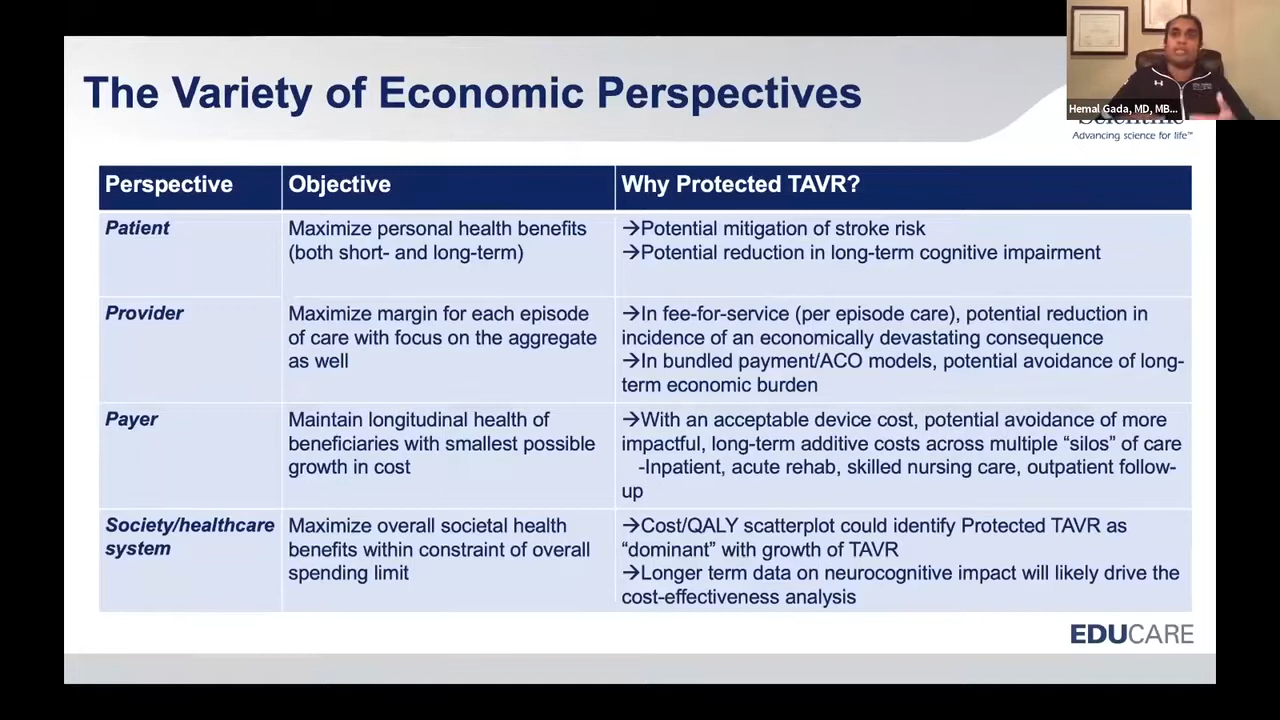 The Variety of Economic Perspectives
Hemal Gada, MD, MB...
Scientific
Advancing science for life™
Perspective
Objective
Why Protected TAVR?
Patient
Maximize personal health benefits
(both short- and long-term)
→Potential mitigation of stroke risk
→Potential reduction in long-term cognitive impairment
Provider
Maximize margin for each episode
of care with focus on the aggregate
as well
→In fee-for-service (per episode care), potential reduction in
incidence of an economically devastating consequence
→In bundled payment/ACO models, potential avoidance of long-
term economic burden
Payer
Maintain longitudinal health of
beneficiaries with smallest possible
growth in cost
→With an acceptable device cost, potential avoidance of more
impactful, long-term additive costs across multiple “silos” of care
-Inpatient, acute rehab, skilled nursing care, outpatient follow-
up
Society/healthcare
system
Maximize overall societal health
benefits within constraint of overall
spending limit
→Cost/QALY scatterplot could identify Protected TAVR as
“dominant” with growth of TAVR
→Longer term data on neurocognitive impact will likely drive the
cost-effectiveness analysis
EDUCARE